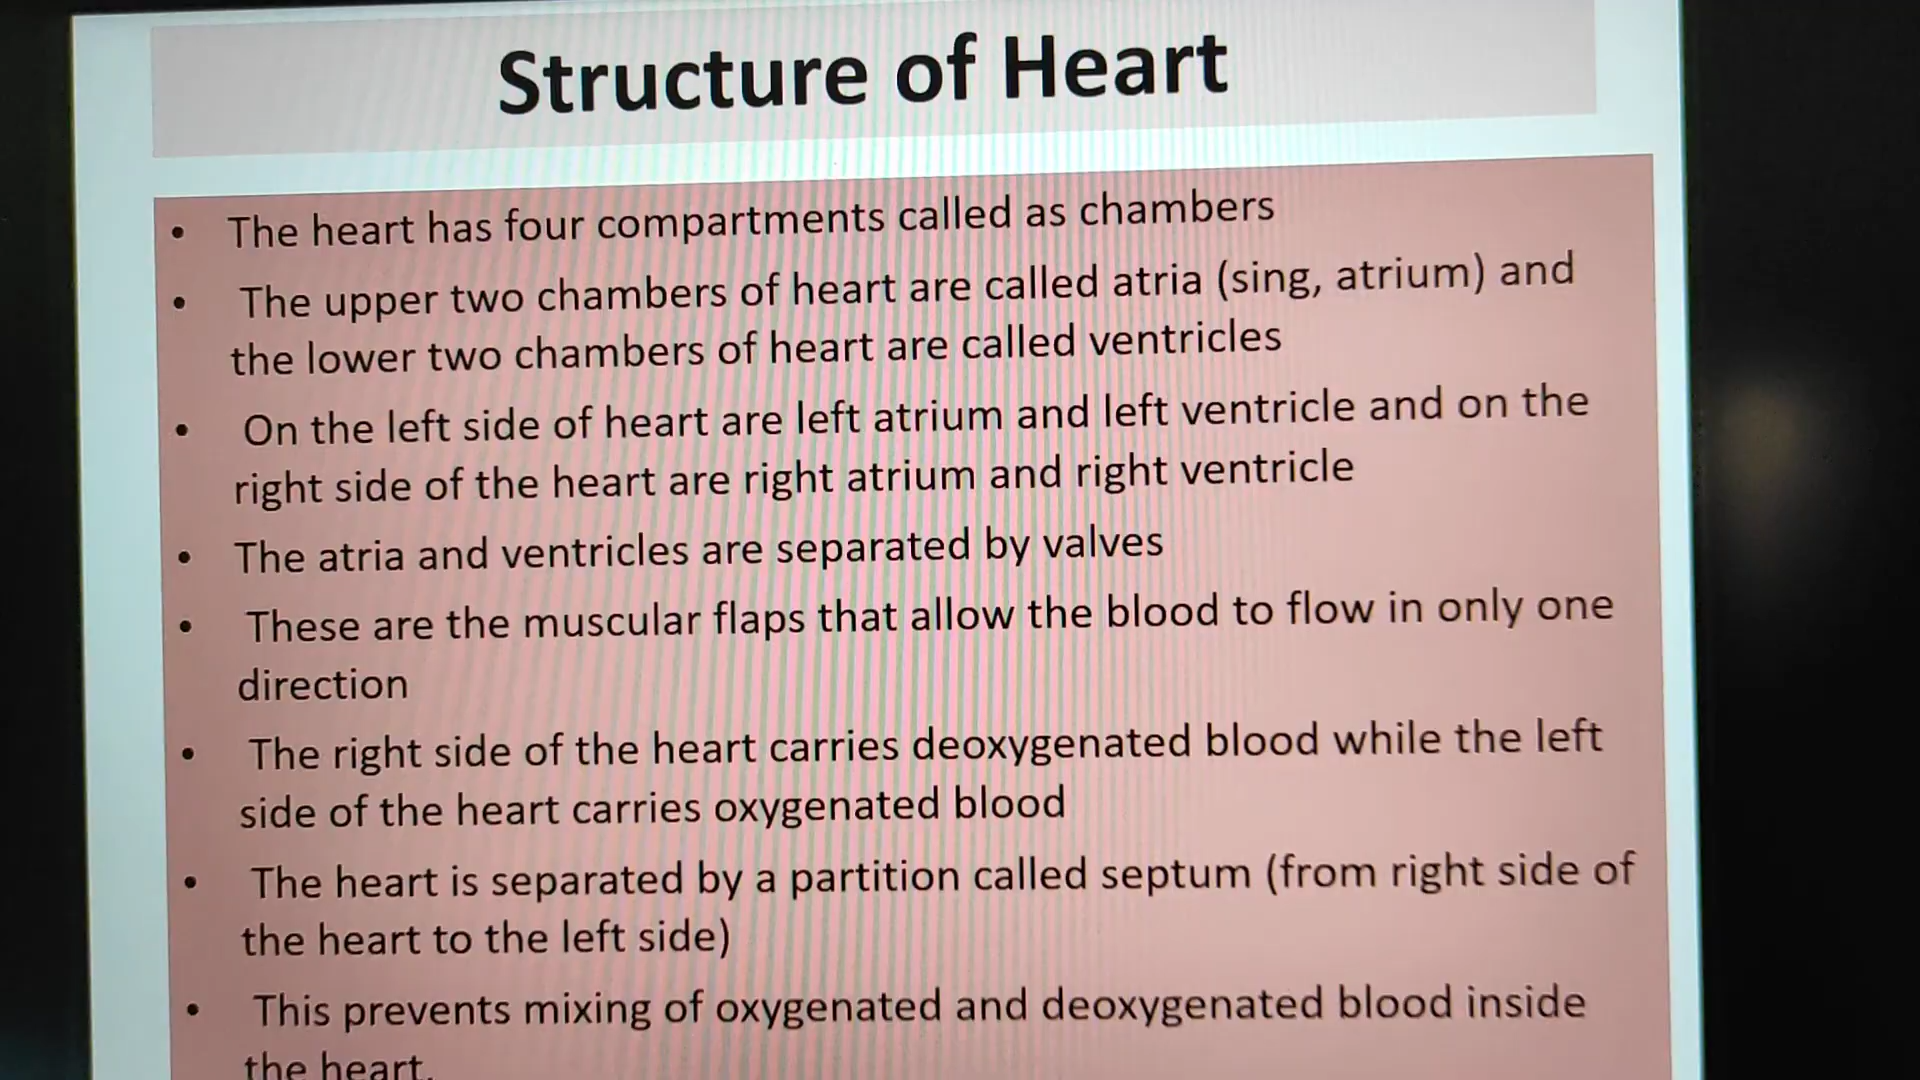 Structure of Heart
• The heart has four compartments called as chambers
• The upper two chambers of heart are called atria (sing, atrium) and
the lower two chambers of heart are called ventricles
• On the left side of heart are left atrium and left ventricle and on the
right side of the heart are right atrium and right ventricle
• The atria and ventricles are separated by valves
• These are the muscular flaps that allow the blood to flow in only one
direction
• The right side of the heart carries deoxygenated blood while the left
side of the heart carries oxygenated blood
• The heart is separated by a partition called septum (from right side of
the heart to the left side)
• This prevents mixing of oxygenated and deoxygenated blood inside
the heart.